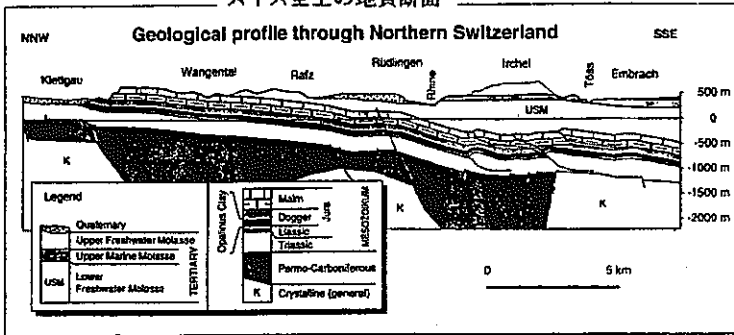 NNW
Geological profile through Northern Switzerland
SSE
Klettgau
Wangental
Rafz
Rüdlingen
Rhine
Irchel
Töss
Embrach
500 m
0
-500 m
-1000 m
-1500 m
-2000 m
USM
K
K
K
Legend
Quaternary
Upper Freshwater Molasse
Upper Marine Molasse
USM
Lower
Freshwater Molasse
TERTIARY
Opalinus Clay
Malm
Dogger
Liassic
Triassic
Jura
MESOZOIKUM
Permo-Carboniferous
K
Crystalline (general)
0
5 km